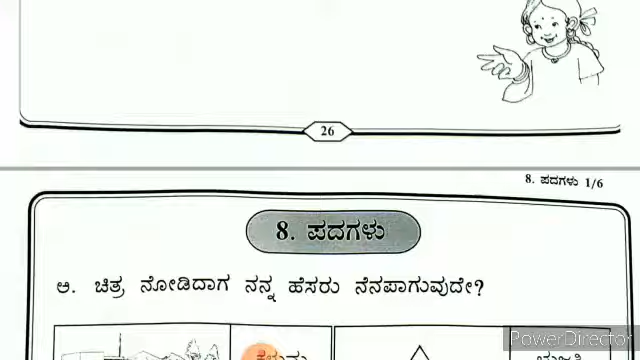 26
8. ಪದಗಳು 1/6
8. ಪದಗಳು
ಅ. ಚಿತ್ರ ನೋಡಿದಾಗ ನನ್ನ ಹೆಸರು ನೆನಪಾಗುವುದೇ?
PowerDirector